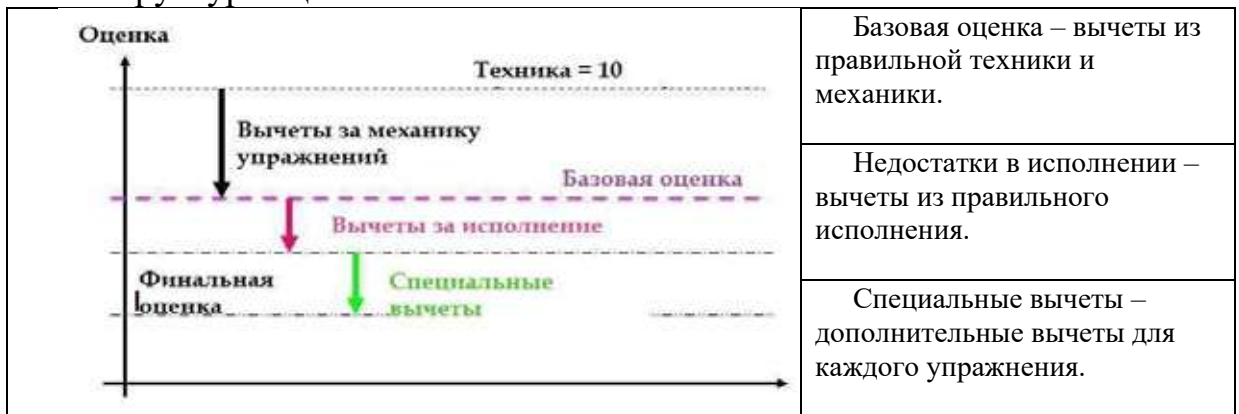 Оценка
Техника = 10
Вычеты за механику
упражнений
Базовая оценка
Вычеты за исполнение
Финальная
оценка
Специальные
вычеты
Базовая оценка – вычеты из
правильной техники и
механики.
Недостатки в исполнении –
вычеты из правильного
исполнения.
Специальные вычеты –
дополнительные вычеты для
каждого упражнения.